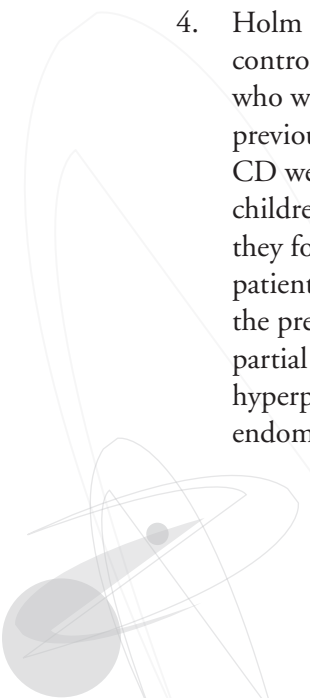 4. Holm
contro
who w
previou
CD we
childre
they fo
patient
the pre
partial
hyperp
endom